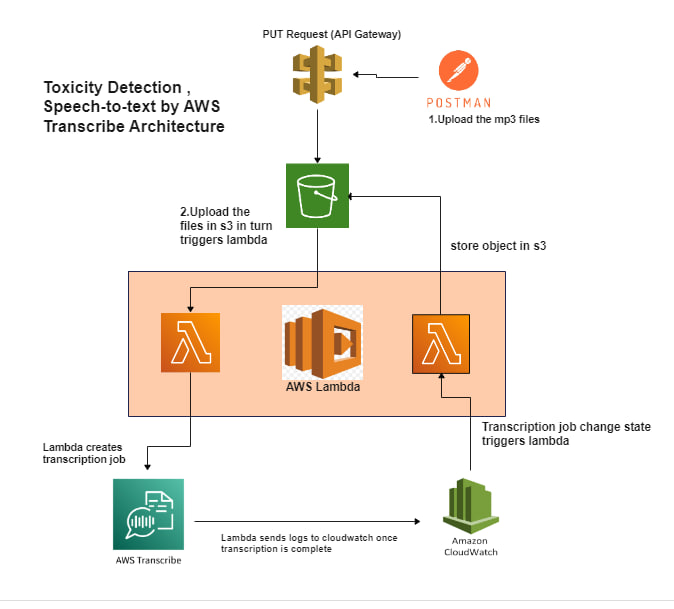 PUT Request (API Gateway)
Toxicity Detection ,
Speech-to-text by AWS
Transcribe Architecture
POSTMAN
1.Upload the mp3 files
2.Upload the
files in s3 in turn
triggers lambda
store object in s3
AWS Lambda
Lambda creates
transcription job
Transcription job change state
triggers lambda
AWS Transcribe
Lambda sends logs to cloudwatch once
transcription is complete
Amazon
CloudWatch